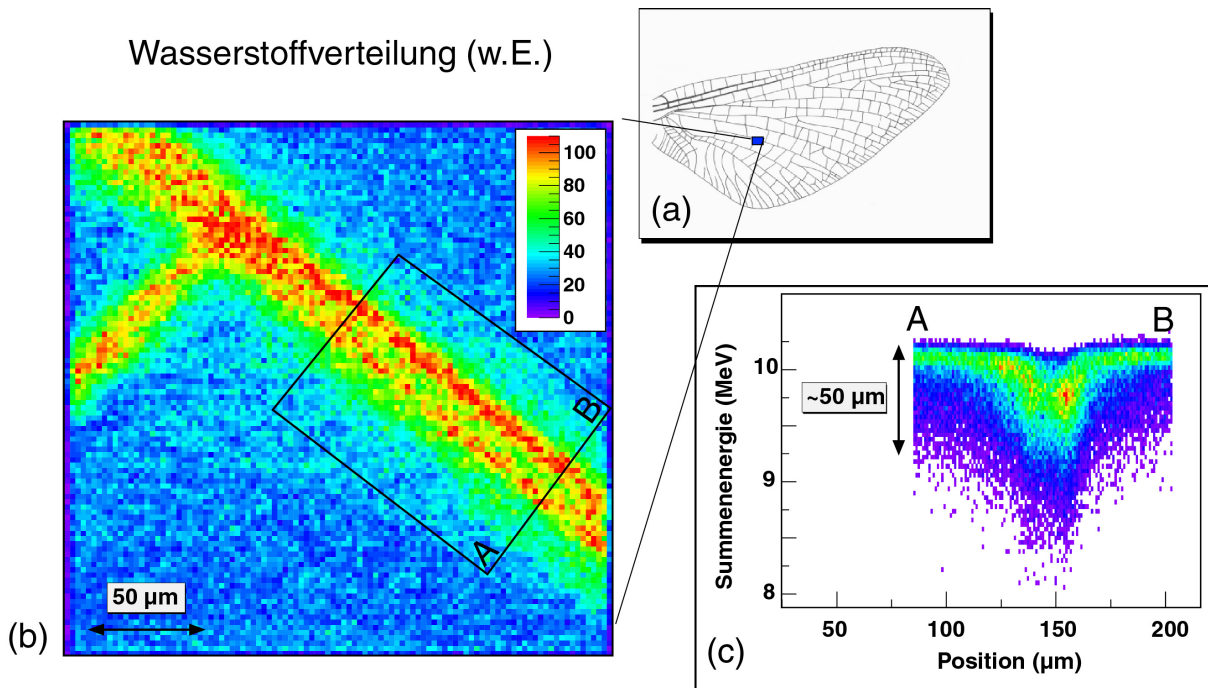 Wasserstoffverteilung (w.E.)
(a)
100
80
60
40
20
0
B
A
50 µm
(b)
A
B
10
9
8
~50 µm
Summenenergie (MeV)
50
100
150
200
Position (µm)
(c)